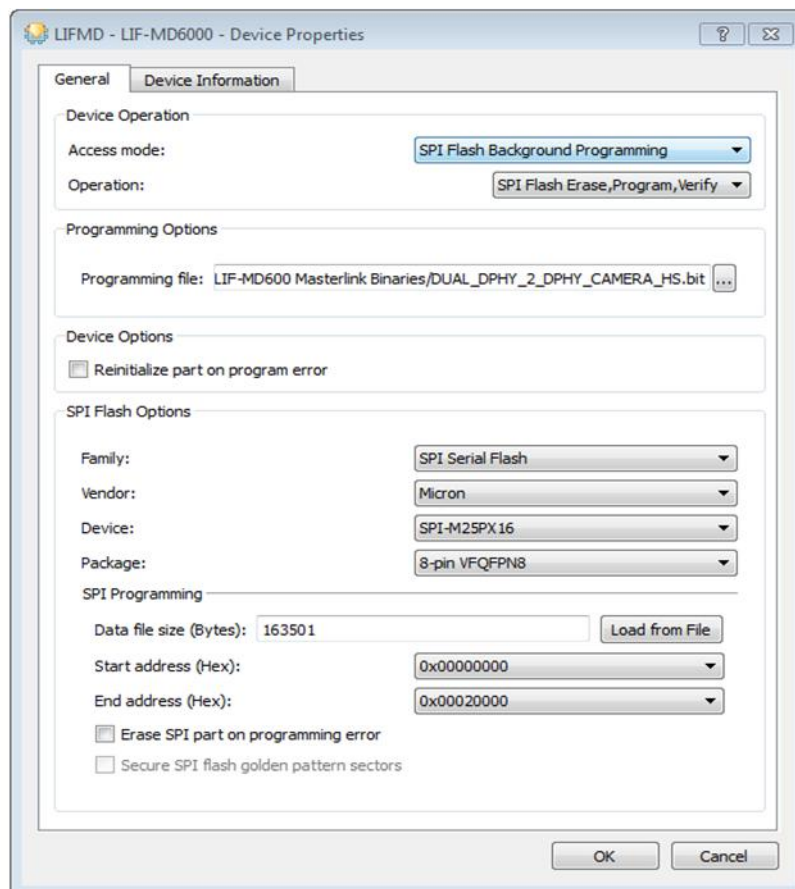 LIFMD - LIF-MD6000 - Device Properties
General Device Information
Device Operation
Access mode: SPI Flash Background Programming
Operation: SPI Flash Erase,Program,Verify
Programming Options
Programming file: LIF-MD600 Masterlink Binaries/DUAL_DPHY_2_DPHY_CAMERA_HS.bit ...
Device Options
Reinitialize part on program error
SPI Flash Options
Family: SPI Serial Flash
Vendor: Micron
Device: SPI-M25PX16
Package: 8-pin VFQFPN8
SPI Programming
Data file size (Bytes): 163501 Load from File
Start address (Hex): 0x00000000
End address (Hex): 0x00020000
Erase SPI part on programming error
Secure SPI flash golden pattern sectors
OK Cancel